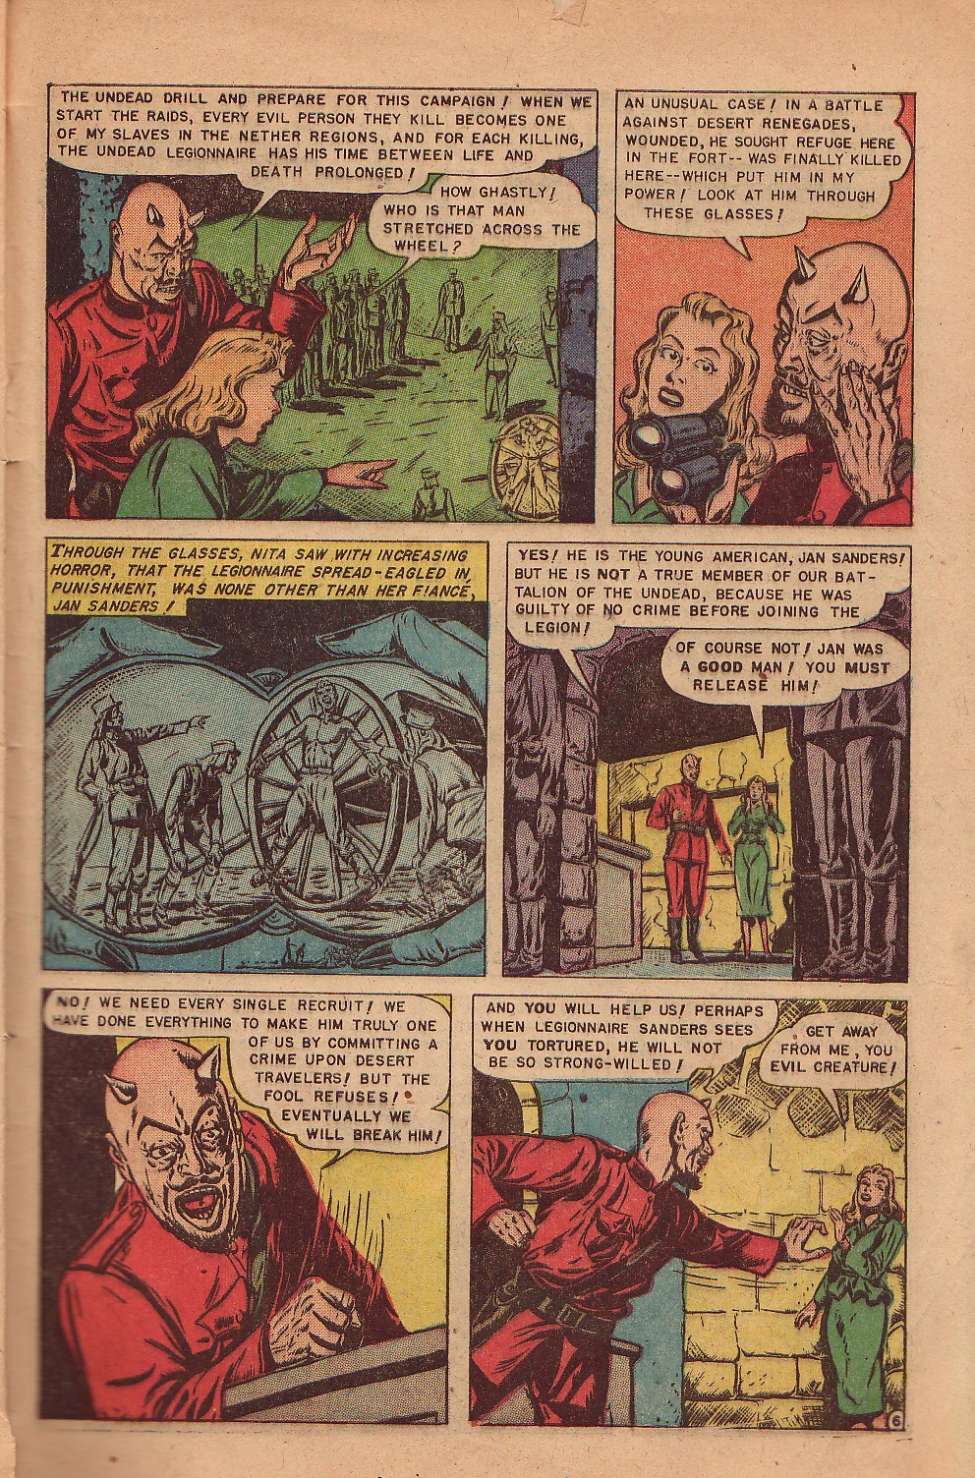 THE UNDEAD DRILL AND PREPARE FOR THIS CAMPAIGN! WHEN WE
START THE RAIDS, EVERY EVIL PERSON THEY KILL BECOMES ONE
OF MY SLAVES IN THE NETHER REGIONS, AND FOR EACH KILLING,
THE UNDEAD LEGIONNAIRE HAS HIS TIME BETWEEN LIFE AND
DEATH PROLONGED!
HOW GHASTLY!
WHO IS THAT MAN
STRETCHED ACROSS THE
WHEEL?
AN UNUSUAL CASE! IN A BATTLE
AGAINST DESERT RENEGADES,
WOUNDED, HE SOUGHT REFUGE HERE
IN THE FORT-- WAS FINALLY KILLED
HERE--WHICH PUT HIM IN MY
POWER! LOOK AT HIM THROUGH
THESE GLASSES!
THROUGH THE GLASSES, NITA SAW WITH INCREASING
HORROR, THAT THE LEGIONNAIRE SPREAD-EAGLED IN
PUNISHMENT, WAS NONE OTHER THAN HER FIANCE,
JAN SANDERS!
YES! HE IS THE YOUNG AMERICAN, JAN SANDERS!
BUT HE IS NOT A TRUE MEMBER OF OUR BAT-
TALION OF THE UNDEAD, BECAUSE HE WAS
GUILTY OF NO CRIME BEFORE JOINING THE
LEGION!
OF COURSE NOT! JAN WAS
A GOOD MAN! YOU MUST
RELEASE HIM!
NO! WE NEED EVERY SINGLE RECRUIT! WE
HAVE DONE EVERYTHING TO MAKE HIM TRULY ONE
OF US BY COMMITTING A
CRIME UPON DESERT
TRAVELERS! BUT THE
FOOL REFUSES!
EVENTUALLY WE
WILL BREAK HIM!
AND YOU WILL HELP US! PERHAPS
WHEN LEGIONNAIRE SANDERS SEES
YOU TORTURED, HE WILL NOT
BE SO STRONG-WILLED!
GET AWAY
FROM ME, YOU
EVIL CREATURE!
6